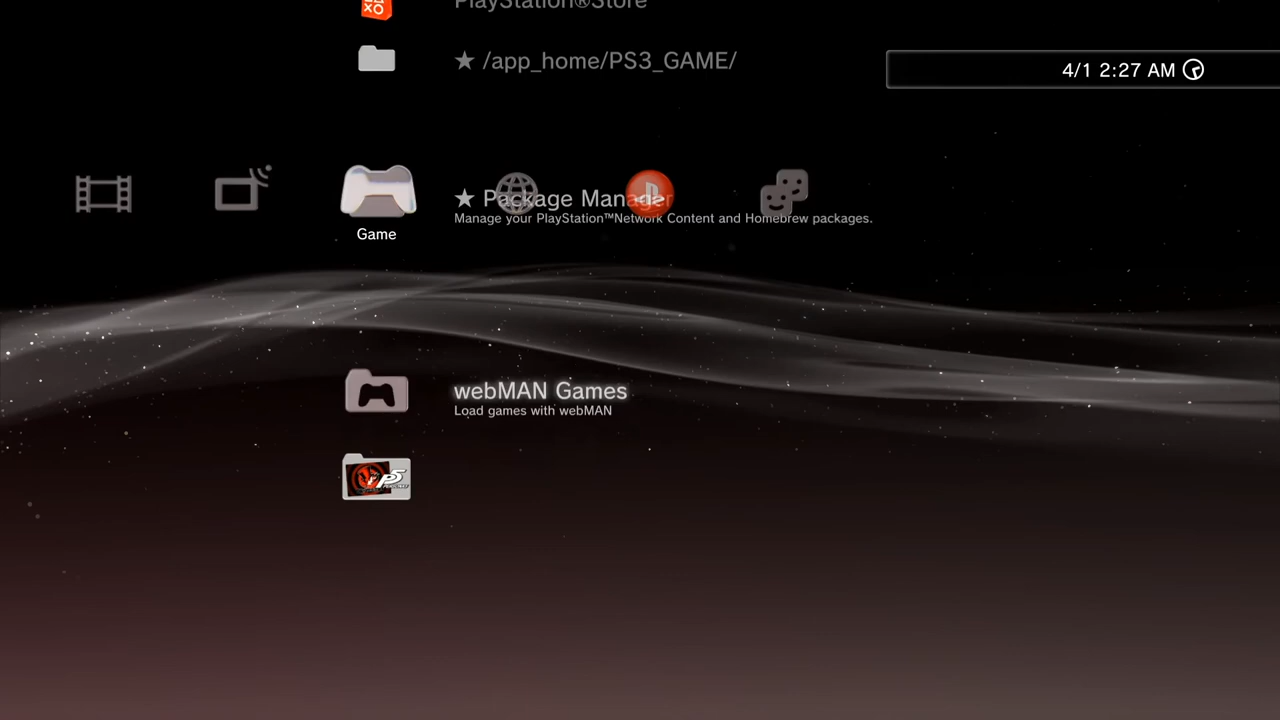 PlayStation®Store
★ /app_home/PS3_GAME/
4/1 2:27 AM
★ Package Manager
Manage your PlayStation™Network Content and Homebrew packages.
Game
webMAN Games
Load games with webMAN
P5